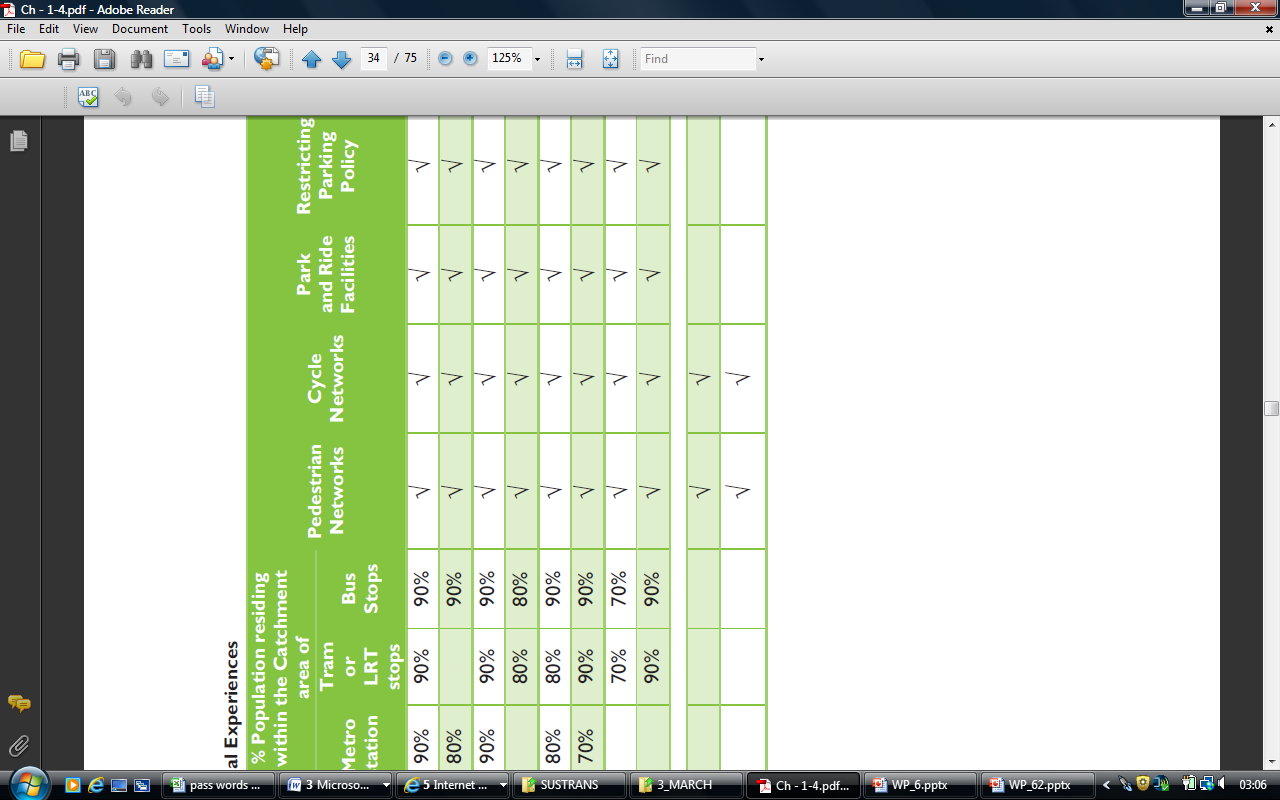 Ch - 1-4.pdf - Adobe Reader
File Edit View Document Tools Window Help
34 / 75 125% Find
ABC
al Experiences
% Population residing
within the Catchment
area of
Metro
tation
Tram
or
LRT
stops
Bus
Stops
Pedestrian
Networks
Cycle
Networks
Park
and Ride
Facilities
Restricting
Parking
Policy
90% 90% 90% √ √ √ √
80% 90% √ √ √ √
90% 90% 90% √ √ √ √
80% 80% √ √ √ √
80% 80% 90% √ √ √ √
70% 90% 90% √ √ √ √
70% 70% √ √ √ √
90% 90% √ √ √ √
√ √
√ √
pass words ... 3 Microso... 5 Internet ... SUSTRANS 3_MARCH Ch - 1-4.pdf... WP_6.pptx WP_62.pptx 03:06